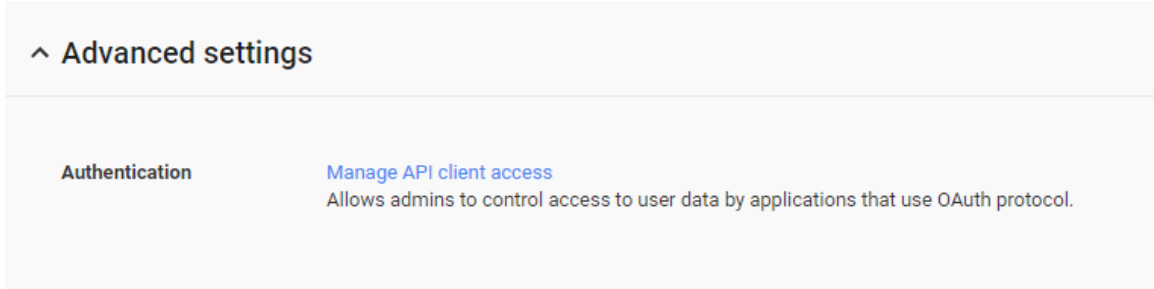 Advanced settings
Authentication
Manage API client access
Allows admins to control access to user data by applications that use OAuth protocol.